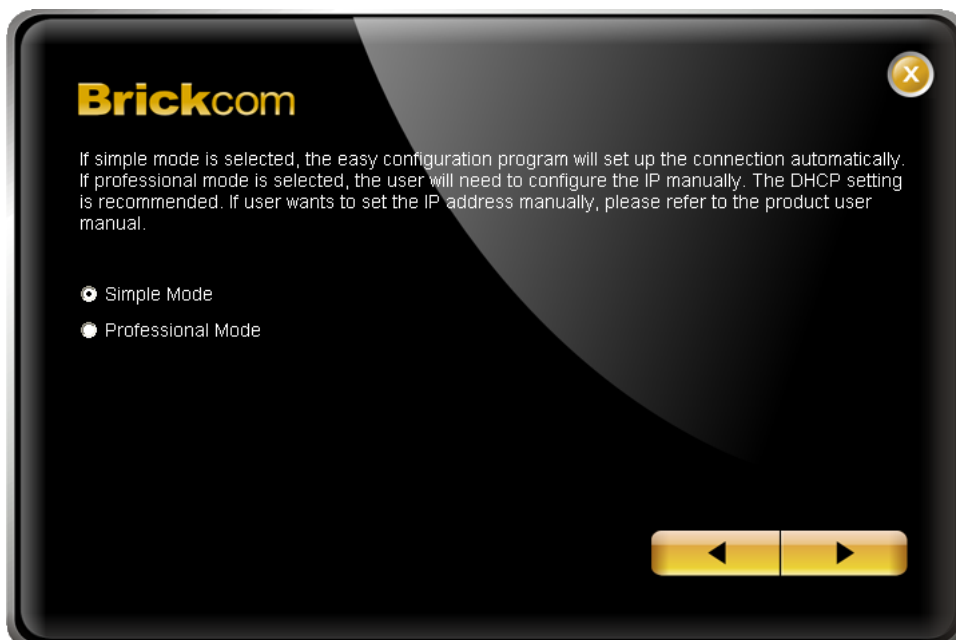 Brickcom
If simple mode is selected, the easy configuration program will set up the connection automatically.
If professional mode is selected, the user will need to configure the IP manually. The DHCP setting
is recommended. If user wants to set the IP address manually, please refer to the product user
manual.
Simple Mode
Professional Mode